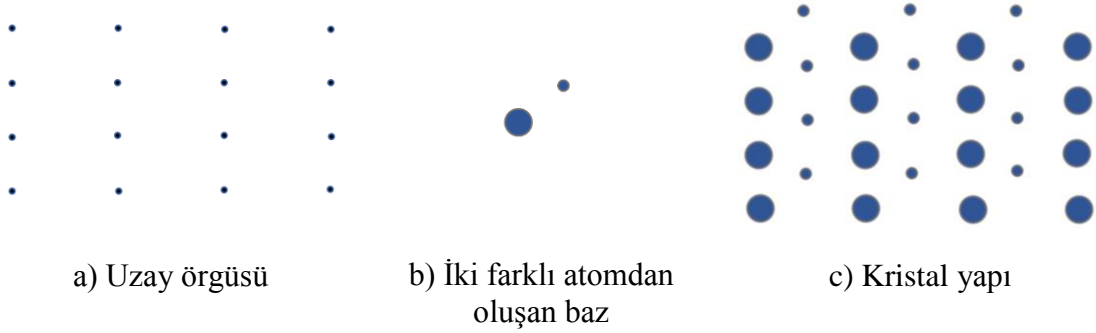 a) Uzay örgüsü
b) İki farklı atomdan
oluşan baz
c) Kristal yapı